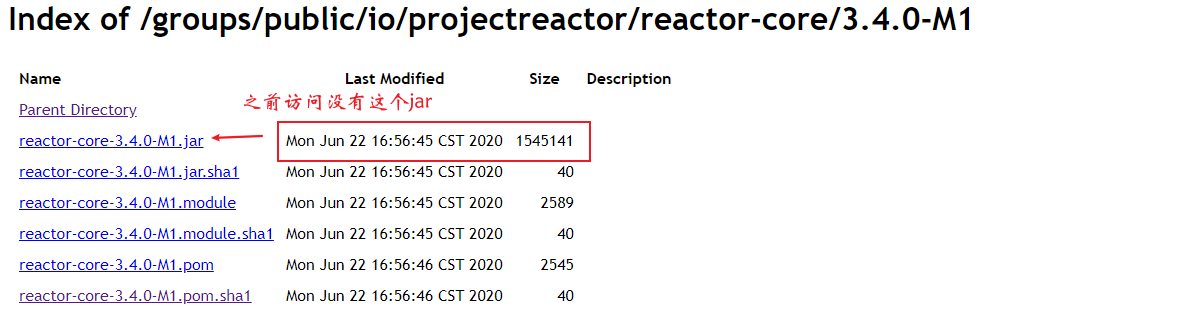 Index of /groups/public/io/projectreactor/reactor-core/3.4.0-M1
Name Last Modified Size Description
Parent Directory
之前访问没有这个jar
reactor-core-3.4.0-M1.jar Mon Jun 22 16:56:45 CST 2020 1545141
reactor-core-3.4.0-M1.jar.sha1 Mon Jun 22 16:56:45 CST 2020 40
reactor-core-3.4.0-M1.module Mon Jun 22 16:56:45 CST 2020 2589
reactor-core-3.4.0-M1.module.sha1 Mon Jun 22 16:56:45 CST 2020 40
reactor-core-3.4.0-M1.pom Mon Jun 22 16:56:46 CST 2020 2545
reactor-core-3.4.0-M1.pom.sha1 Mon Jun 22 16:56:46 CST 2020 40